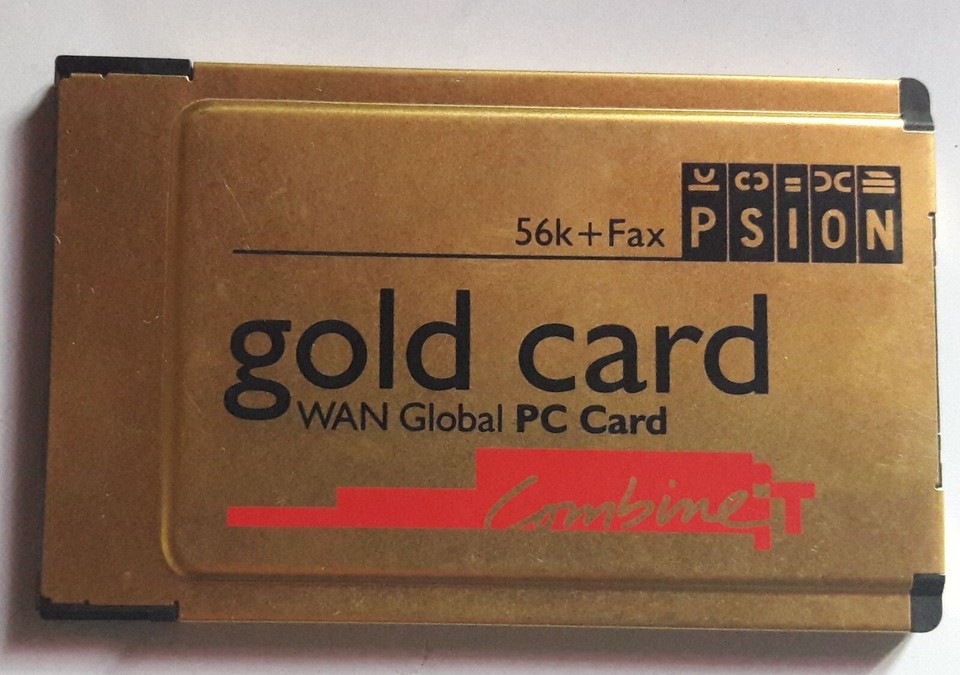 56k+Fax PSION
gold card
WAN Global PC Card
CombineiT